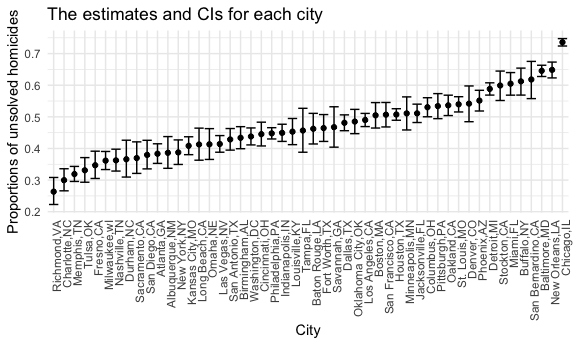 The estimates and CIs for each city
Proportions of unsolved homicides
0.7
0.6
0.5
0.4
0.3
0.2
Richmond,VA
Charlotte,NC
Memphis,TN
Tulsa,OK
Fresno,CA
Milwaukee,wI
Nashville,TN
Durham,NC
Sacramento,CA
San Diego,CA
Atlanta,GA
Albuquerque,NM
New York,NY
Kansas City,MO
Long Beach,CA
Omaha,NE
Las Vegas,NV
San Antonio,TX
Birmingham,AL
Washington,DC
Cincinnati,OH
Philadelphia,PA
Indianapolis,IN
Louisville,KY
Tampa,FL
Baton Rouge,LA
Fort Worth,TX
Savannah,GA
Dallas,TX
Oklahoma City,OK
Los Angeles,CA
Boston,MA
San Francisco,CA
Houston,TX
Minneapolis,MN
Jacksonville,FL
Columbus,OH
Pittsburgh,PA
Oakland,CA
St. Louis,MO
Denver,CO
Phoenix,AZ
Detroit,MI
Stockton,CA
Miami,FL
Buffalo,NY
San Bernardino,CA
Baltimore,MD
New Orleans,LA
Chicago,IL
City